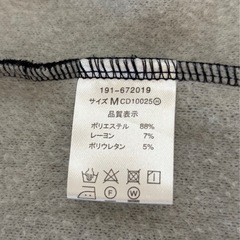 191-672019
サイズ M CD10025 Ⓗ
品質表示
ポリエステル 88%
レーヨン 7%
ポリウレタン 5%